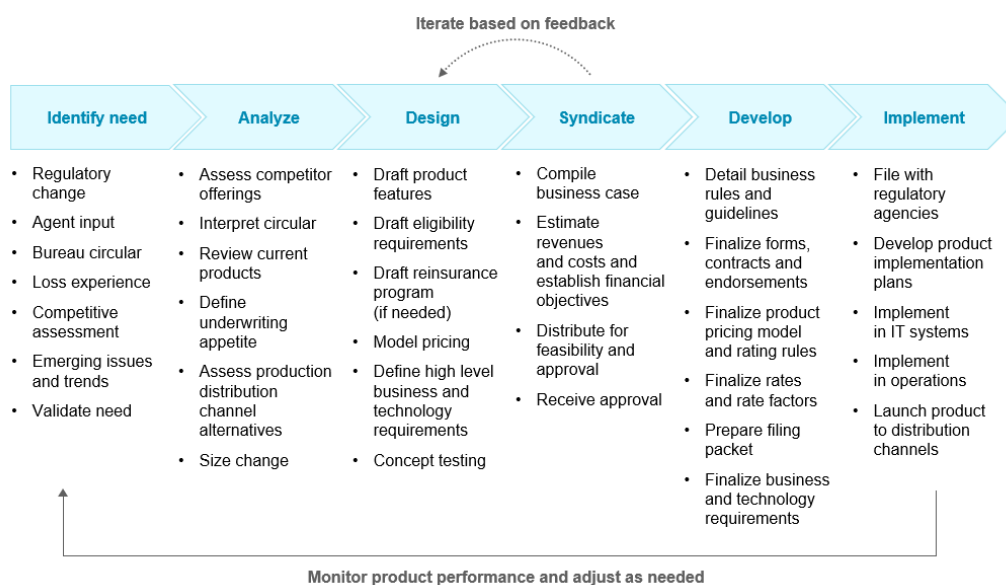 Iterate based on feedback
Identify need
Analyze
Design
Syndicate
Develop
Implement
• Regulatory
change
• Agent input
• Bureau circular
• Loss experience
• Competitive
assessment
• Emerging issues
and trends
• Validate need
• Assess competitor
offerings
• Interpret circular
• Review current
products
• Define
underwriting
appetite
• Assess production
distribution
channel
alternatives
• Size change
• Draft product
features
• Draft eligibility
requirements
• Draft reinsurance
program
(if needed)
• Model pricing
• Define high level
business and
technology
requirements
• Concept testing
• Compile
business case
• Estimate
revenues
and costs and
establish financial
objectives
• Distribute for
feasibility and
approval
• Receive approval
• Detail business
rules and
guidelines
• Finalize forms,
contracts and
endorsements
• Finalize product
pricing model
and rating rules
• Finalize rates
and rate factors
• Prepare filing
packet
• Finalize business
and technology
requirements
• File with
regulatory
agencies
• Develop product
implementation
plans
• Implement
in IT systems
• Implement
in operations
• Launch product
to distribution
channels
Monitor product performance and adjust as needed